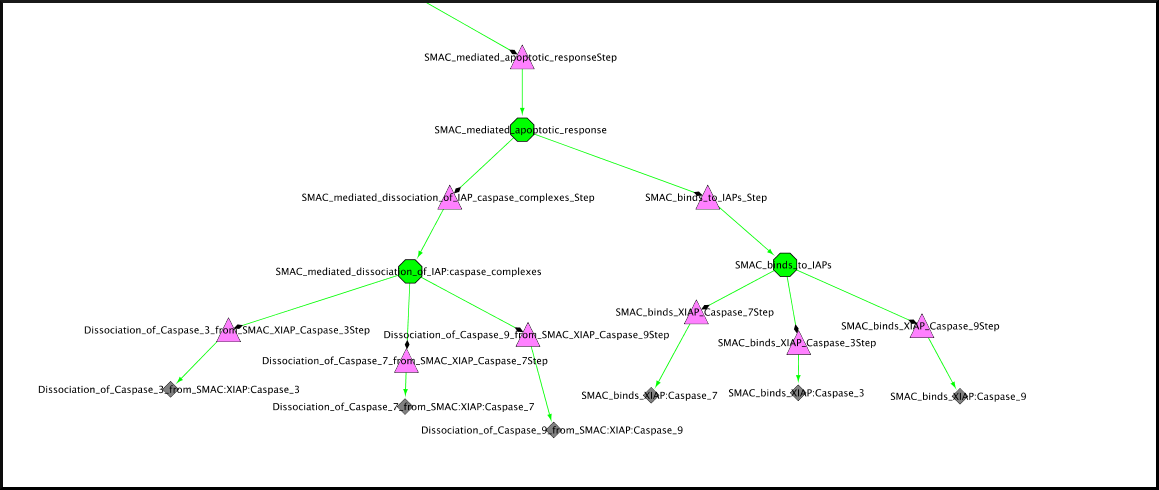 SMAC_mediated_apoptotic_responseStep
SMAC_mediated_apoptotic_response
SMAC_mediated_dissociation_of_IAP_caspase_complexes_Step
SMAC_binds_to_IAPs_Step
SMAC_mediated_dissociation_of_IAP:caspase_complexes
SMAC_binds_to_IAPs
SMAC_binds_XIAP_Caspase_7Step
Dissociation_of_Caspase_3_from_SMAC_XIAP_Caspase_3Step
Dissociation_of_Caspase_9_from_SMAC_XIAP_Caspase_9Step
SMAC_binds_XIAP_Caspase_9Step
SMAC_binds_XIAP_Caspase_3Step
Dissociation_of_Caspase_7_from_SMAC_XIAP_Caspase_7Step
Dissociation_of_Caspase_3_from_SMAC:XIAP:Caspase_3
SMAC_binds_XIAP:Caspase_7
SMAC_binds_XIAP:Caspase_3
SMAC_binds_XIAP:Caspase_9
Dissociation_of_Caspase_7_from_SMAC:XIAP:Caspase_7
Dissociation_of_Caspase_9_from_SMAC:XIAP:Caspase_9